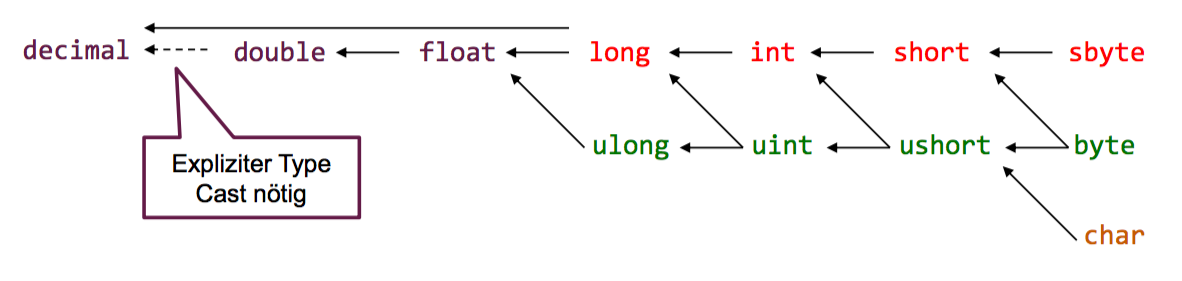 decimal double float long int short sbyte
ulong uint ushort byte
Expliziter Type
Cast nötig
char